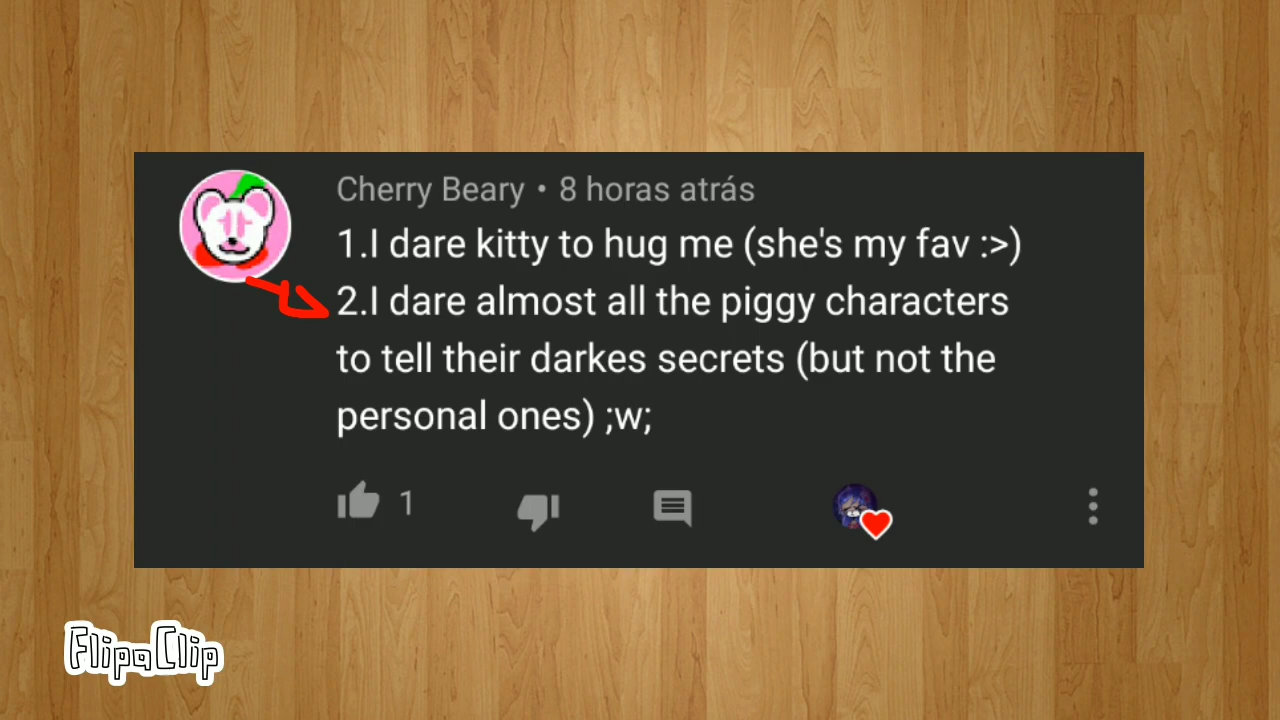 Cherry Beary • 8 horas atrás
1.I dare kitty to hug me (she's my fav :>)
2.I dare almost all the piggy characters
to tell their darkes secrets (but not the
personal ones) ;w;
1
FlipaClip